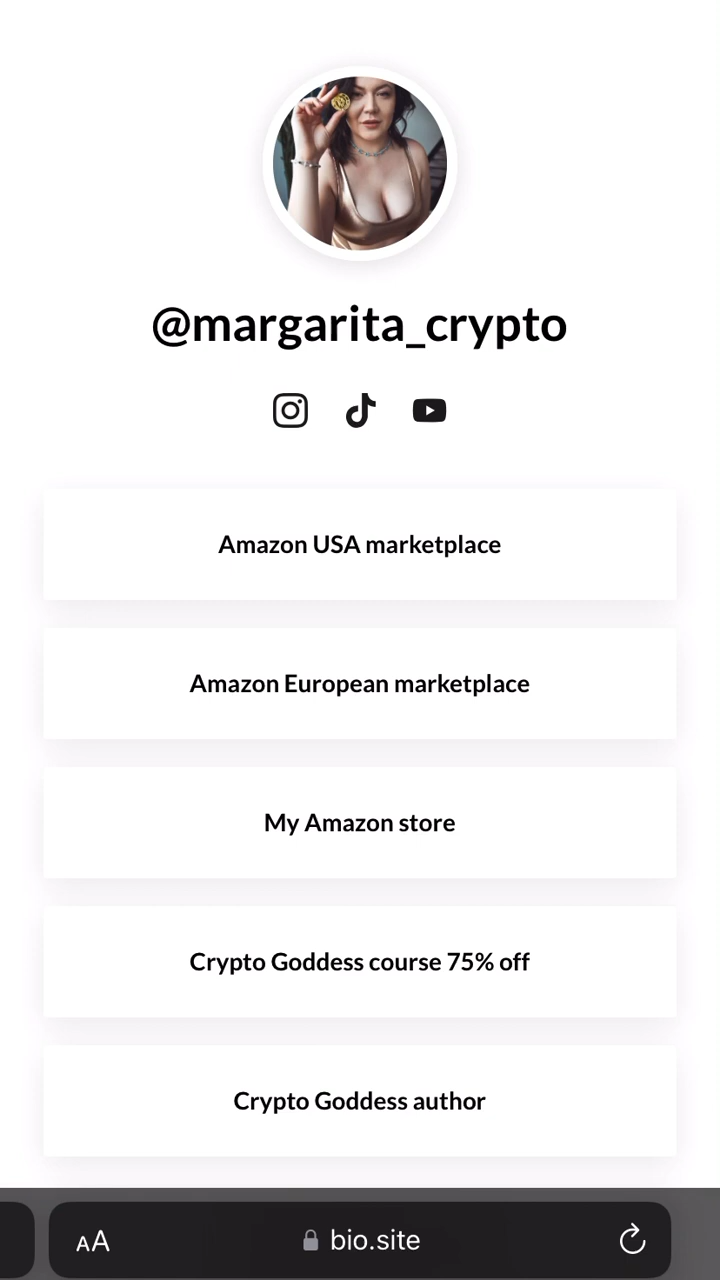 @margarita_crypto
Amazon USA marketplace
Amazon European marketplace
My Amazon store
Crypto Goddess course 75% off
Crypto Goddess author
AA
bio.site